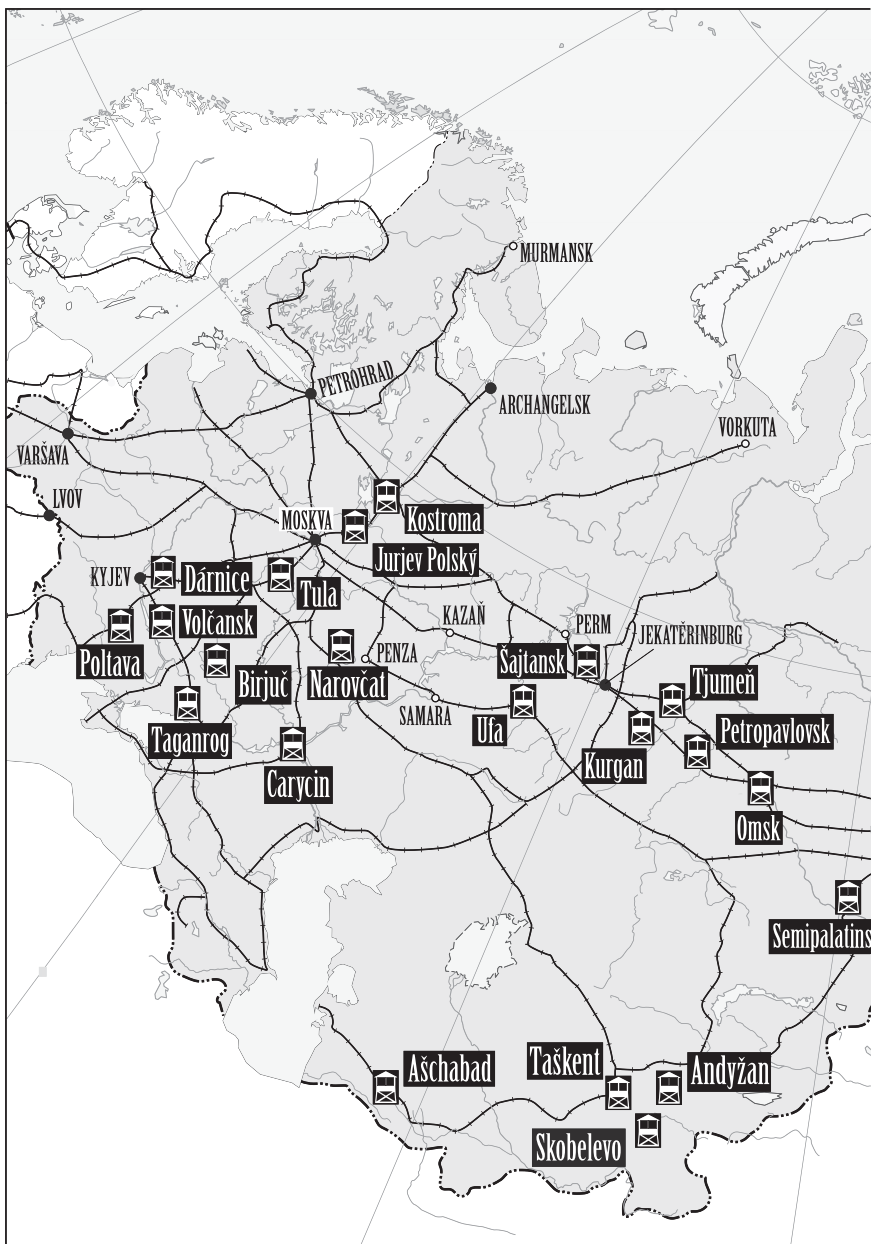 MURMANSK
PETROHRAD
ARCHANGELSK
VORKUTA
VARŠAVA
LVOV
MOSKVA
Kostroma
Jurjev Polský
KYJEV
Dárnice
Tula
Volčansk
KAZAŇ
PERM
JEKATĚRINBURG
Poltava
PENZA
Šajtansk
Birjuč
Narovčat
Tjumeň
SAMARA
Ufa
Petropavlovsk
Taganrog
Kurgan
Carycin
Omsk
Semipalatins
Ašchabad
Taškent
Andyžan
Skobelevo